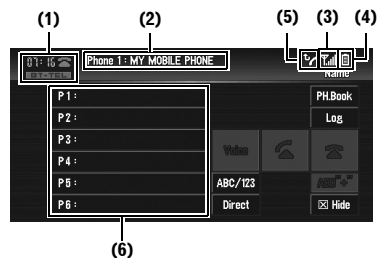 (1) (2) (5) (3) (4)
07:16
Phone 1 : MY MOBILE PHONE
BT-TEL
Name
P1 :
PH.Book
P2 :
Log
P3 :
Voice
P4 :
P5 :
ABC/123
ADD"+"
P6 :
Direct
Hide
(6)